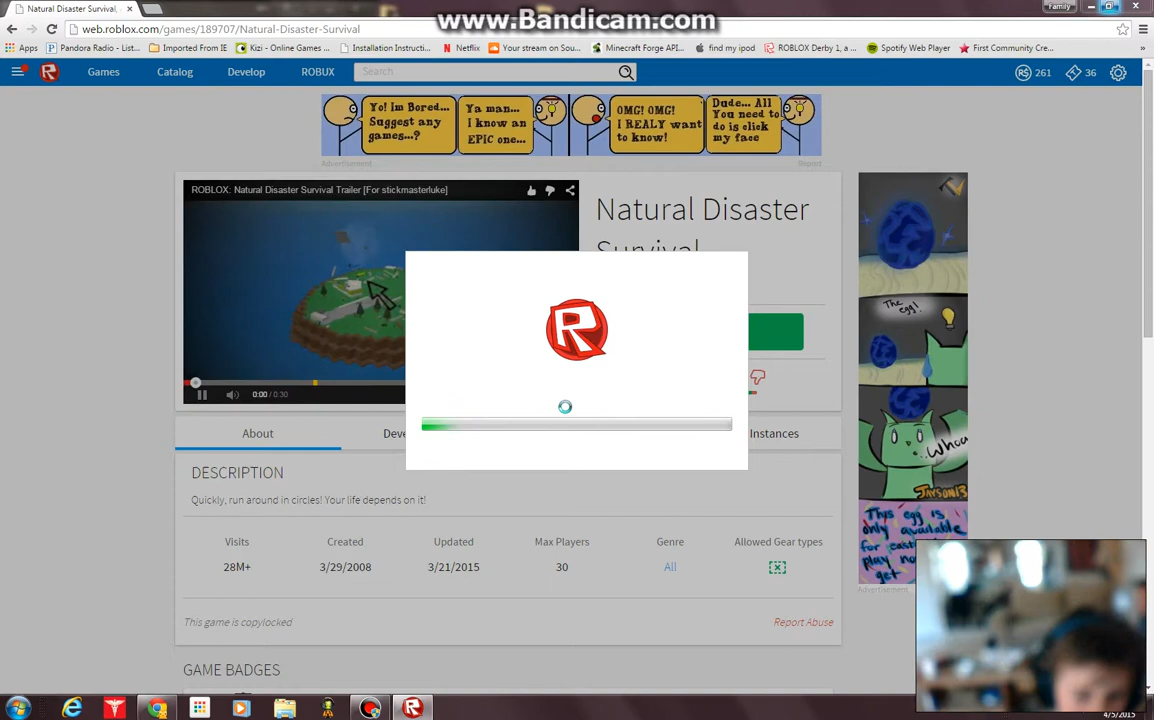 Natural Disaster Survival,
Family
www.Bandicam.com
web.roblox.com/games/189707/Natural-Disaster-Survival
Apps
Pandora Radio - List...
Imported From IE
Kizi - Online Games ...
Installation Instructi...
Netflix
Your stream on Sou...
Minecraft Forge API...
find my ipod
ROBLOX Derby 1, a ...
Spotify Web Player
First Community Cre...
Games
Catalog
Develop
ROBUX
Search
R$
261
36
Yo! Im Bored...
Suggest any
games...?
Ya man...
I know an
EPIC one...
OMG! OMG!
I REALY want
to know!
Dude... All
You need to
do is click
my face
Advertisement
Report
ROBLOX: Natural Disaster Survival Trailer [For stickmasterluke]
Natural Disaster
Survival
R
0:00 / 0:30
The
egg!
Whoa
JAYSON13
This egg is
only available
About
Instances
DESCRIPTION
Quickly, run around in circles! Your life depends on it!
Visits
Created
Updated
Max Players
Genre
Allowed Gear types
28M+
3/29/2008
3/21/2015
30
All
This game is copylocked
Report Abuse
Advertisement
GAME BADGES
4/5/2015